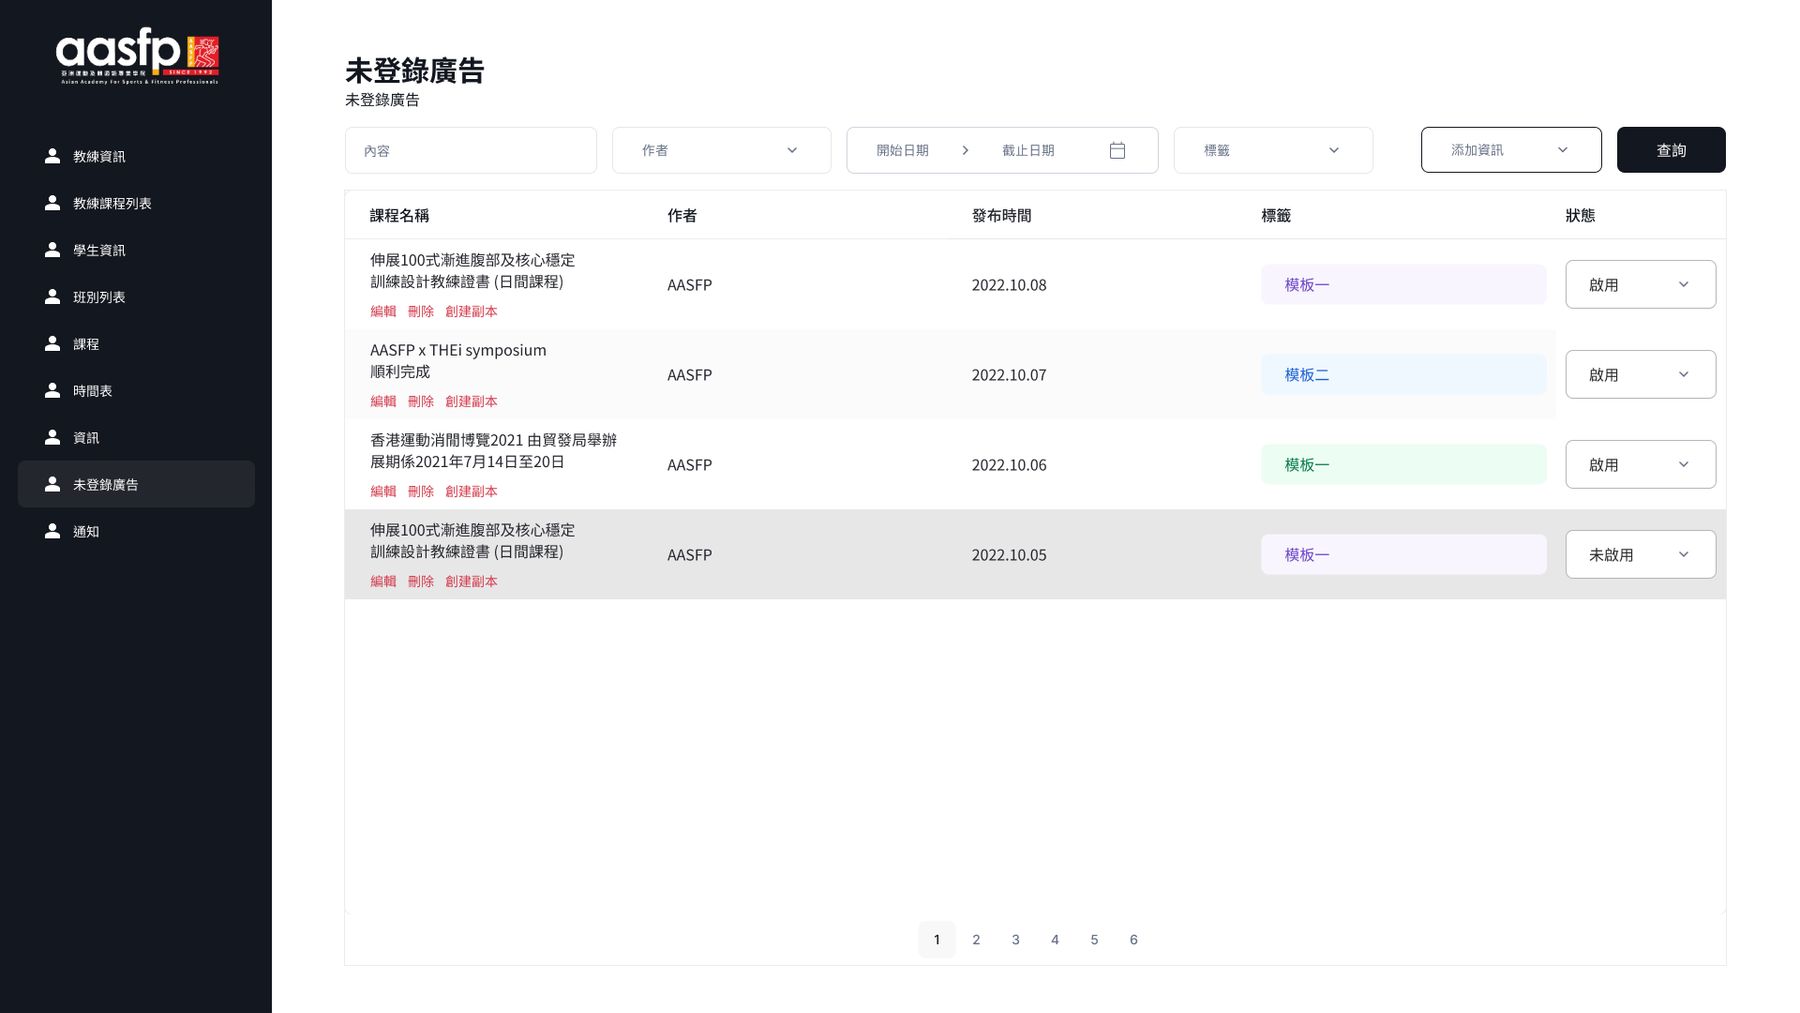 aasfp
亞洲運動及體適能專業學院
SINCE 1992
Asian Academy For Sports & Fitness Professionals
教練資訊
教練課程列表
學生資訊
班別列表
課程
時間表
資訊
未登錄廣告
通知
未登錄廣告
未登錄廣告
內容
作者
開始日期
截止日期
標籤
添加資訊
查詢
課程名稱
作者
發布時間
標籤
狀態
伸展100式漸進腹部及核心穩定
訓練設計教練證書 (日間課程)
編輯 刪除 創建副本
AASFP
2022.10.08
模板一
啟用
AASFP x THEi symposium
順利完成
編輯 刪除 創建副本
AASFP
2022.10.07
模板二
啟用
香港運動消閒博覽2021 由貿發局舉辦
展期係2021年7月14日至20日
編輯 刪除 創建副本
AASFP
2022.10.06
模板一
啟用
伸展100式漸進腹部及核心穩定
訓練設計教練證書 (日間課程)
編輯 刪除 創建副本
AASFP
2022.10.05
模板一
未啟用
1 2 3 4 5 6